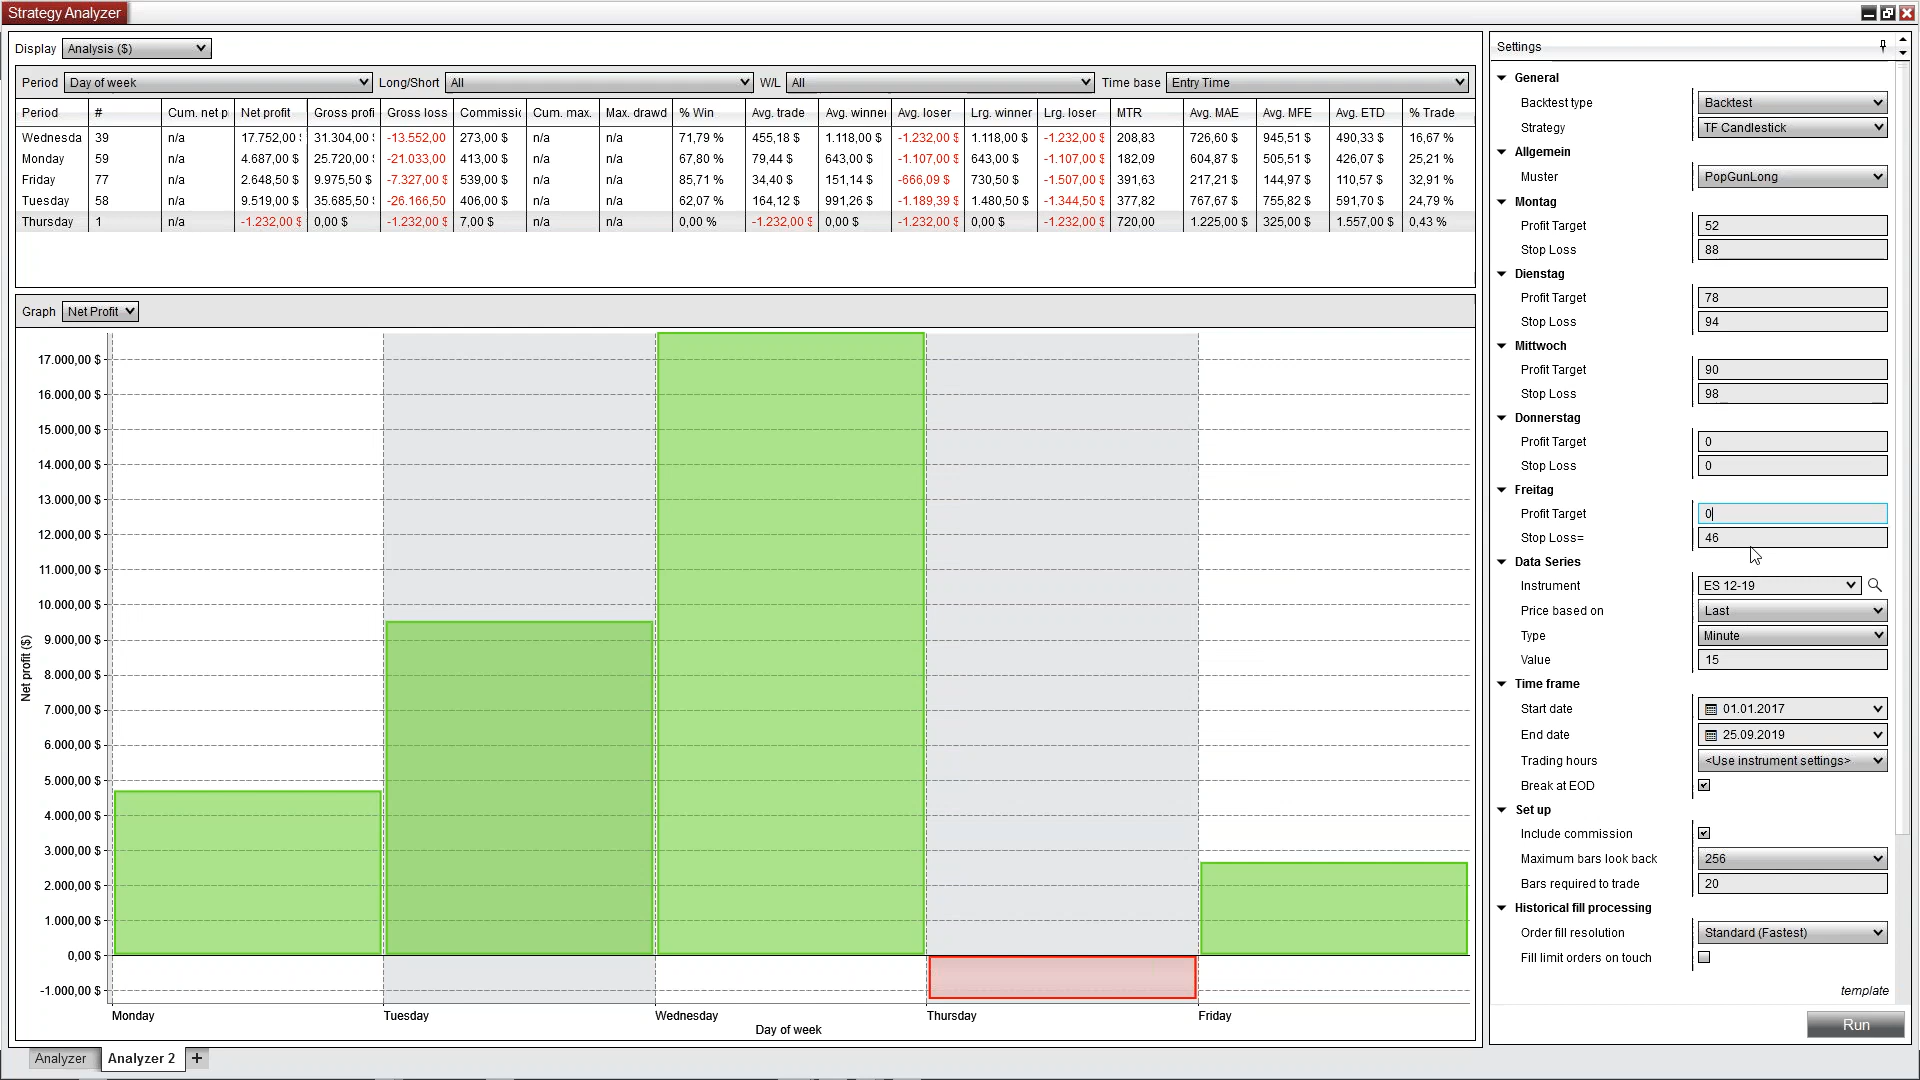 Strategy Analyzer
Display Analysis ($)
Period Day of week Long/Short All W/L All Time base Entry Time
Period # Cum. net p Net profit Gross profi Gross loss Commissic Cum. max. Max. drawd % Win Avg. trade Avg. winner Avg. loser Lrg. winner Lrg. loser MTR Avg. MAE Avg. MFE Avg. ETD % Trade
Wednesda 39 n/a 17.752,00 31.304,00 -13.552,00 273,00 $ n/a n/a 71,79 % 455,18 $ 1.118,00 $ -1.232,00 $ 1.118,00 $ -1.232,00 $ 208,83 726,60 $ 945,51 $ 490,33 $ 16,67 %
Monday 59 n/a 4.687,00 $ 25.720,00 -21.033,00 413,00 $ n/a n/a 67,80 % 79,44 $ 643,00 $ -1.107,00 $ 643,00 $ -1.107,00 $ 182,09 604,87 $ 505,51 $ 426,07 $ 25,21 %
Friday 77 n/a 2.648,50 $ 9.975,50 $ -7.327,00 $ 539,00 $ n/a n/a 85,71 % 34,40 $ 151,14 $ -666,09 $ 730,50 $ -1.507,00 $ 391,63 217,21 $ 144,97 $ 110,57 $ 32,91 %
Tuesday 58 n/a 9.519,00 $ 35.685,50 -26.166,50 406,00 $ n/a n/a 62,07 % 164,12 $ 991,26 $ -1.189,39 $ 1.480,50 $ -1.344,50 $ 377,82 767,67 $ 755,82 $ 591,70 $ 24,79 %
Thursday 1 n/a -1.232,00 $ 0,00 $ -1.232,00 $ 7,00 $ n/a n/a 0,00 % -1.232,00 $ 0,00 $ -1.232,00 $ 0,00 $ -1.232,00 $ 720,00 1.225,00 $ 325,00 $ 1.557,00 $ 0,43 %
Graph Net Profit
17.000,00 $
16.000,00 $
15.000,00 $
14.000,00 $
13.000,00 $
12.000,00 $
11.000,00 $
10.000,00 $
9.000,00 $
8.000,00 $
7.000,00 $
6.000,00 $
5.000,00 $
4.000,00 $
3.000,00 $
2.000,00 $
1.000,00 $
0,00 $
-1.000,00 $
Net profit ($)
Monday Tuesday Wednesday Thursday Friday
Day of week
Analyzer Analyzer 2 +
Settings
General
Backtest type Backtest
Strategy TF Candlestick
Allgemein
Muster PopGunLong
Montag
Profit Target 52
Stop Loss 88
Dienstag
Profit Target 78
Stop Loss 94
Mittwoch
Profit Target 90
Stop Loss 98
Donnerstag
Profit Target 0
Stop Loss 0
Freitag
Profit Target 0
Stop Loss= 46
Data Series
Instrument ES 12-19
Price based on Last
Type Minute
Value 15
Time frame
Start date 01.01.2017
End date 25.09.2019
Trading hours <Use instrument settings>
Break at EOD
Set up
Include commission
Maximum bars look back 256
Bars required to trade 20
Historical fill processing
Order fill resolution Standard (Fastest)
Fill limit orders on touch
template
Run